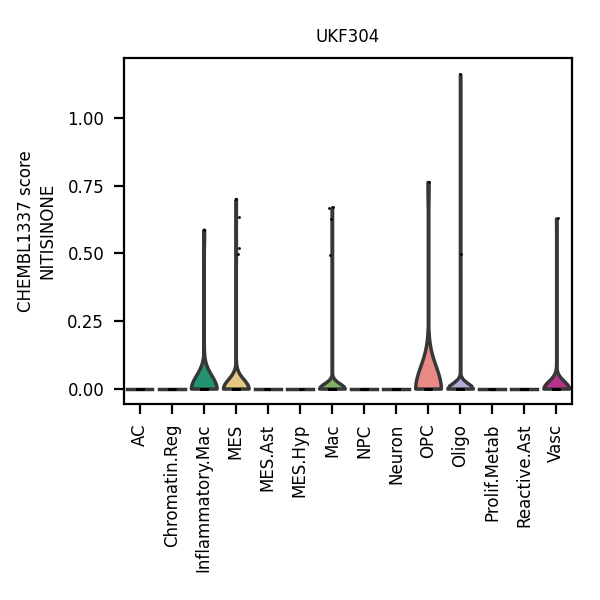 UKF304
CHEMBL1337 score
NITISINONE
1.00
0.75
0.50
0.25
0.00
AC
Chromatin.Reg
Inflammatory.Mac
MES
MES.Ast
MES.Hyp
Mac
NPC
Neuron
OPC
Oligo
Prolif.Metab
Reactive.Ast
Vasc